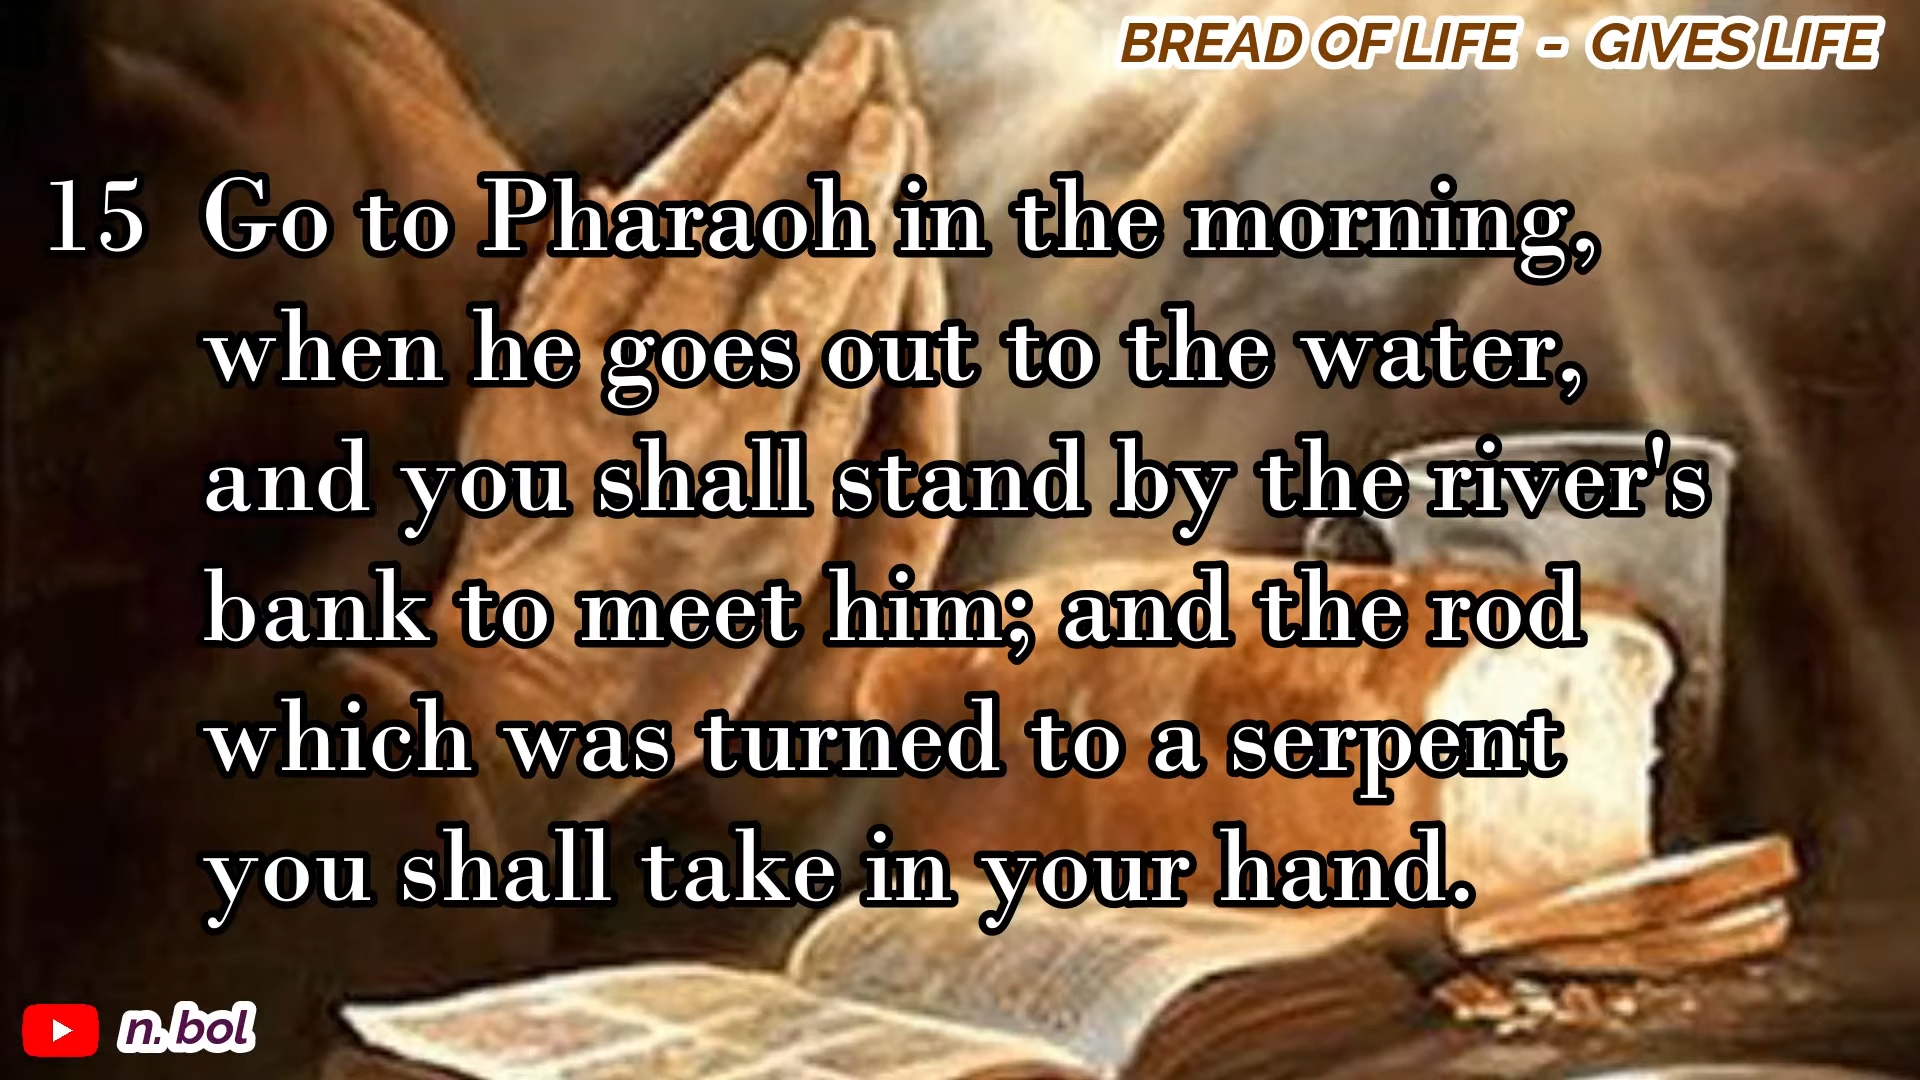 BREAD OF LIFE - GIVES LIFE
15 Go to Pharaoh in the morning,
when he goes out to the water,
and you shall stand by the river's
bank to meet him; and the rod
which was turned to a serpent
you shall take in your hand.
n. bol